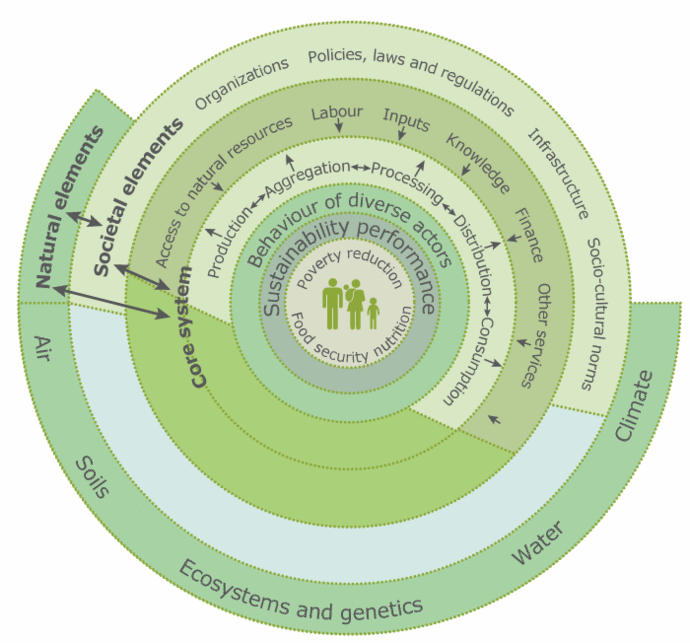 Natural elements
Societal elements
Core system
Organizations
Policies, laws and regulations
Infrastructure
Socio-cultural norms
Access to natural resources
Labour
Inputs
Knowledge
Finance
Other services
Production
Aggregation
Processing
Distribution
Consumption
Behaviour of diverse actors
Sustainability performance
Poverty reduction
Food security nutrition
Air
Soils
Ecosystems and genetics
Water
Climate